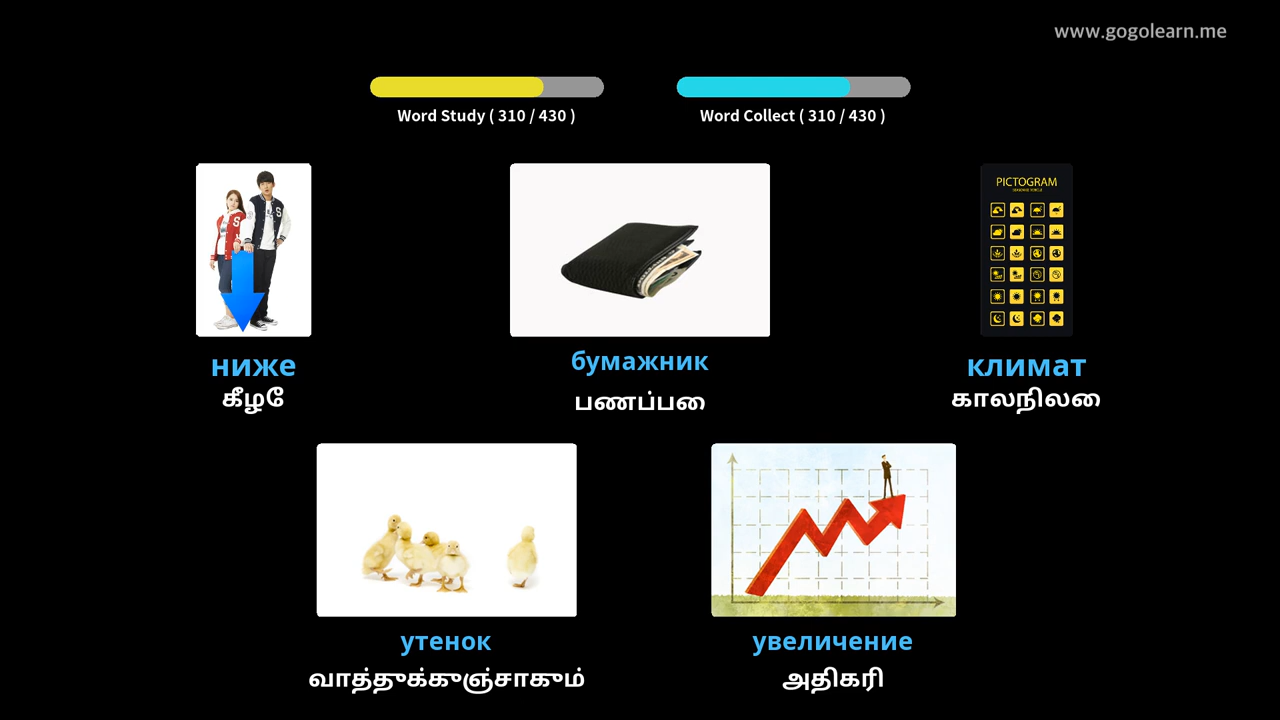 www.gogolearn.me
Word Study ( 310 / 430 )
Word Collect ( 310 / 430 )
PICTOGRAM
ниже
கீழே
бумажник
பணப்பை
климат
காலநிலை
утенок
வாத்துக்குஞ்சாகும்
увеличение
அதிகரி